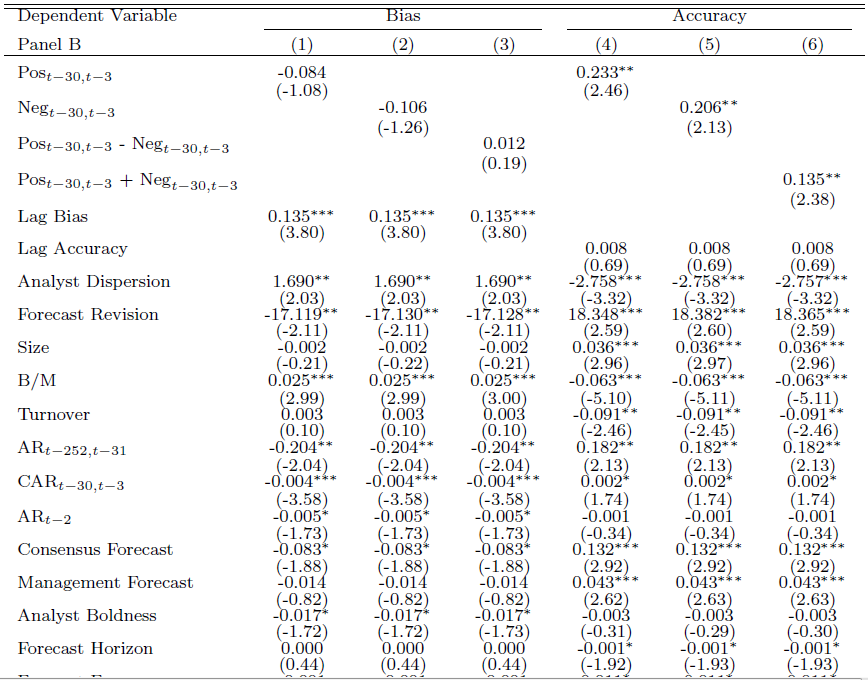 Dependent Variable Bias Accuracy
Panel B (1) (2) (3) (4) (5) (6)
Pos_{t−30,t−3} -0.084 0.233**
(-1.08) (2.46)
Neg_{t−30,t−3} -0.106 0.206**
(-1.26) (2.13)
Pos_{t−30,t−3} - Neg_{t−30,t−3} 0.012
(0.19)
Pos_{t−30,t−3} + Neg_{t−30,t−3} 0.135**
(2.38)
Lag Bias 0.135*** 0.135*** 0.135***
(3.80) (3.80) (3.80)
Lag Accuracy 0.008 0.008 0.008
(0.69) (0.69) (0.69)
Analyst Dispersion 1.690** 1.690** 1.690** -2.758*** -2.758*** -2.757***
(2.03) (2.03) (2.03) (-3.32) (-3.32) (-3.32)
Forecast Revision -17.119** -17.130** -17.128** 18.348*** 18.382*** 18.365***
(-2.11) (-2.11) (-2.11) (2.59) (2.60) (2.59)
Size -0.002 -0.002 -0.002 0.036*** 0.036*** 0.036***
(-0.21) (-0.22) (-0.21) (2.96) (2.97) (2.96)
B/M 0.025*** 0.025*** 0.025*** -0.063*** -0.063*** -0.063***
(2.99) (2.99) (3.00) (-5.10) (-5.11) (-5.11)
Turnover 0.003 0.003 0.003 -0.091** -0.091** -0.091**
(0.10) (0.10) (0.10) (-2.46) (-2.45) (-2.46)
AR_{t−252,t−31} -0.204** -0.204** -0.204** 0.182** 0.182** 0.182**
(-2.04) (-2.04) (-2.04) (2.13) (2.13) (2.13)
CAR_{t−30,t−3} -0.004*** -0.004*** -0.004*** 0.002* 0.002* 0.002*
(-3.58) (-3.58) (-3.58) (1.74) (1.74) (1.74)
AR_{t−2} -0.005* -0.005* -0.005* -0.001 -0.001 -0.001
(-1.73) (-1.73) (-1.73) (-0.34) (-0.34) (-0.34)
Consensus Forecast -0.083* -0.083* -0.083* 0.132*** 0.132*** 0.132***
(-1.88) (-1.88) (-1.88) (2.92) (2.92) (2.92)
Management Forecast -0.014 -0.014 -0.014 0.043*** 0.043*** 0.043***
(-0.82) (-0.82) (-0.82) (2.62) (2.63) (2.63)
Analyst Boldness -0.017* -0.017* -0.017* -0.003 -0.003 -0.003
(-1.72) (-1.72) (-1.73) (-0.31) (-0.29) (-0.30)
Forecast Horizon 0.000 0.000 0.000 -0.001* -0.001* -0.001*
(0.44) (0.44) (0.44) (-1.92) (-1.93) (-1.93)